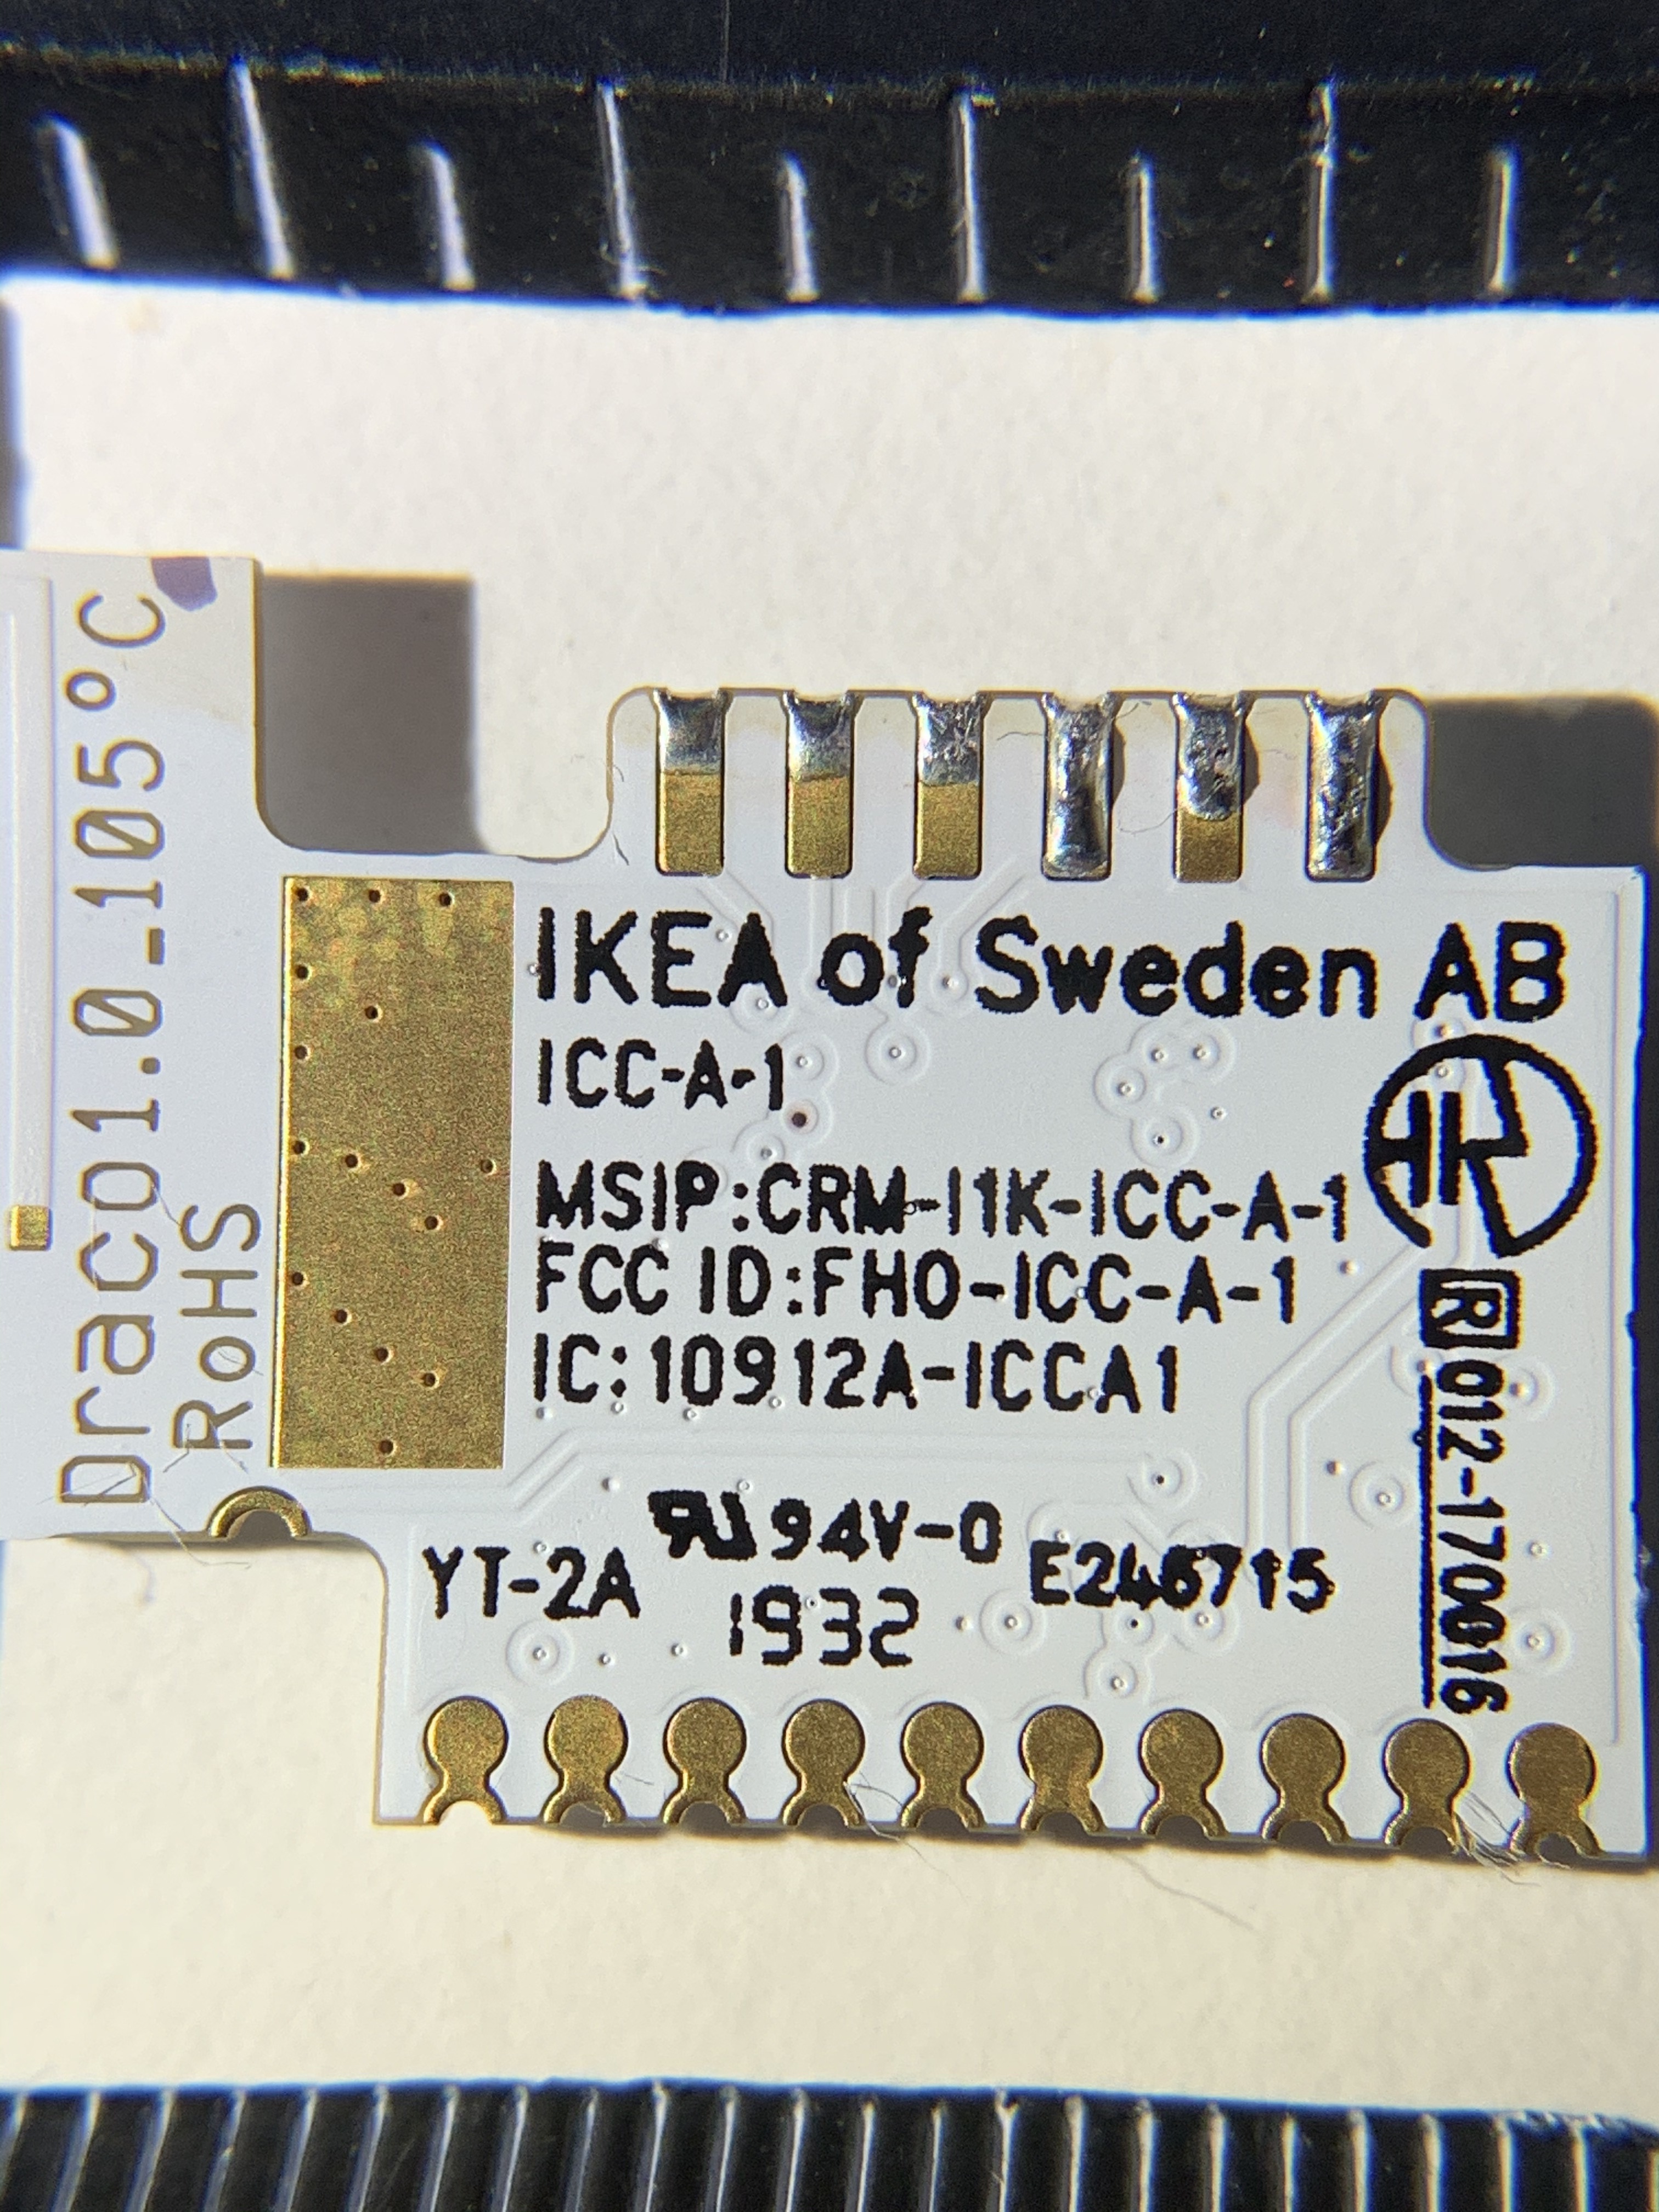 Draco1.0_105°C
RoHS
IKEA of Sweden AB
ICC-A-1
MSIP:CRM-I1K-ICC-A-1
FCC ID:FHO-ICC-A-1
IC:10912A-ICCA1
R 012-170016
94V-0
YT-2A
E246715
1932